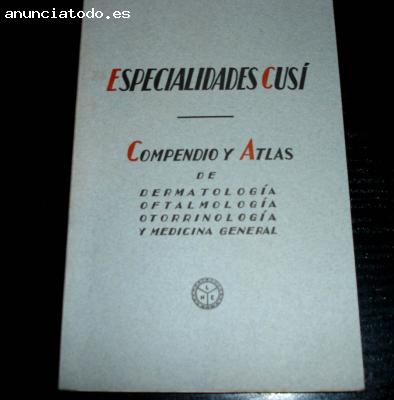 anunciatodo.es
ESPECIALIDADES CUSÍ
COMPENDIO Y ATLAS
DE
DERMATOLOGÍA
OFTALMOLOGÍA
OTORRINOLOGÍA
Y MEDICINA GENERAL
L
N E